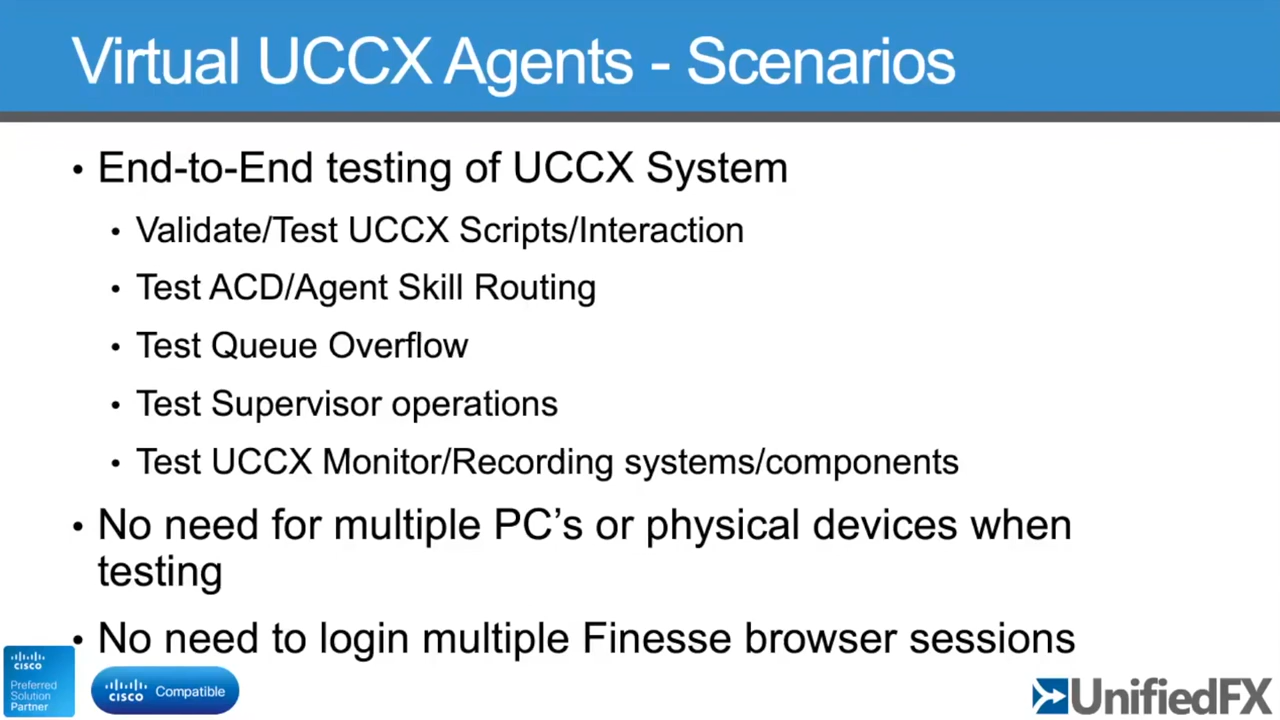 Virtual UCCX Agents - Scenarios
• End-to-End testing of UCCX System
• Validate/Test UCCX Scripts/Interaction
• Test ACD/Agent Skill Routing
• Test Queue Overflow
• Test Supervisor operations
• Test UCCX Monitor/Recording systems/components
• No need for multiple PC’s or physical devices when
testing
• No need to login multiple Finesse browser sessions
cisco
Preferred
Solution
Partner
cisco Compatible
UnifiedFX